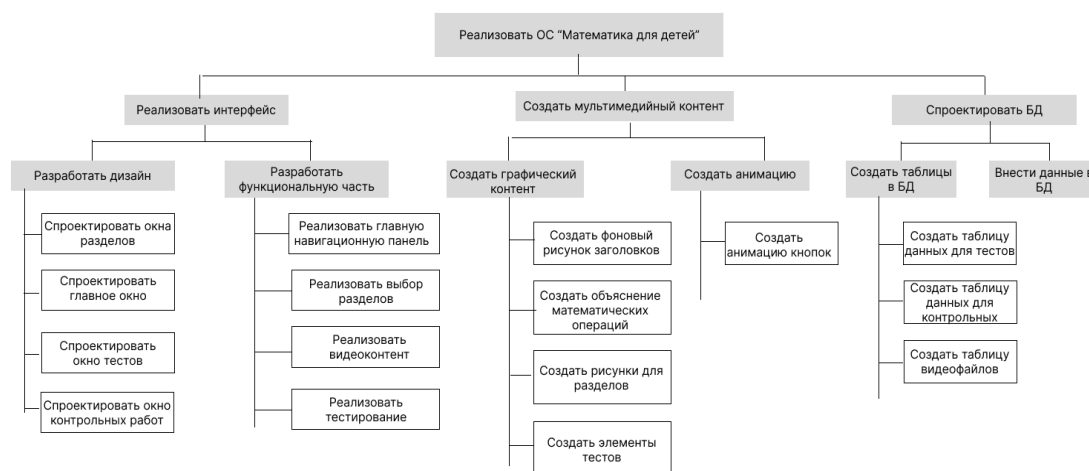 Реализовать ОС “Математика для детей”
Реализовать интерфейс
Создать мультимедийный контент
Спроектировать БД
Разработать дизайн
Разработать
функциональную часть
Создать графический
контент
Создать анимацию
Создать таблицы
в БД
Внести данные в
БД
Спроектировать окна
разделов
Спроектировать
главное окно
Спроектировать
окно тестов
Спроектировать окно
контрольных работ
Реализовать главную
навигационную панель
Реализовать выбор
разделов
Реализовать
видеоконтент
Реализовать
тестирование
Создать фоновый
рисунок заголовков
Создать объяснение
математических
операций
Создать рисунки для
разделов
Создать элементы
тестов
Создать
анимацию кнопок
Создать таблицу
данных для тестов
Создать таблицу
данных для
контрольных
Создать таблицу
видеофайлов